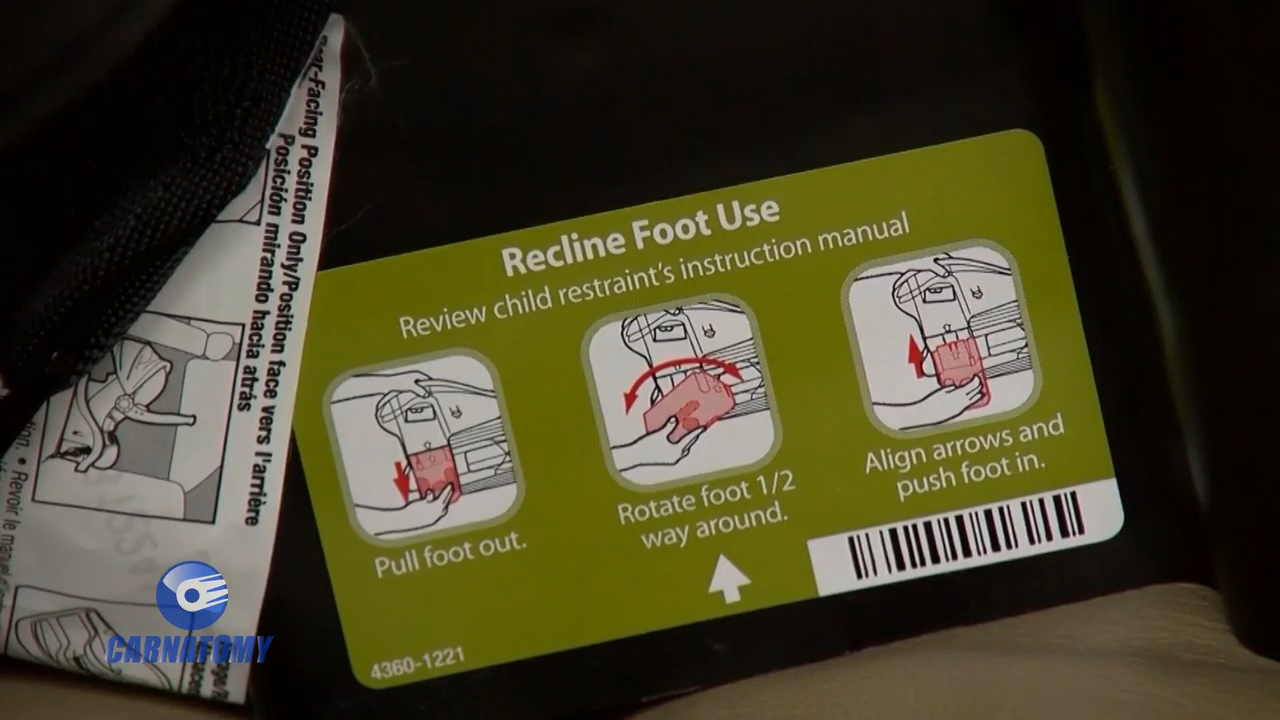 Recline Foot Use
Review child restraint's instruction manual
Pull foot out.
Rotate foot 1/2
way around.
Align arrows and
push foot in.
4360-1221
-Facing Position Only/Position face vers l'arrière
Posición mirando hacia atrás
• Revoir le manuel
CARNATOMY